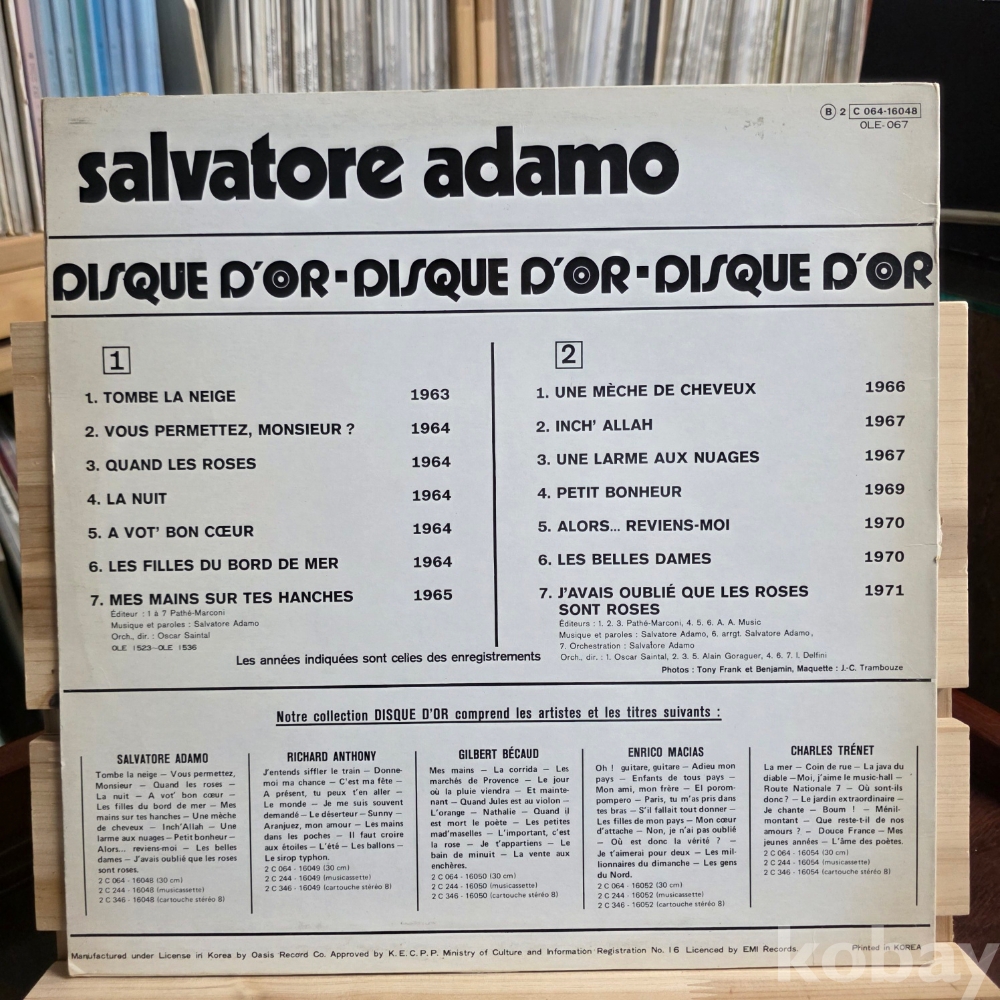 Ⓑ 2 C 064-16048
OLE-067
salvatore adamo
DISQUE D'OR-DISQUE D'OR-DISQUE D'OR
1
1. TOMBE LA NEIGE 1963
2. VOUS PERMETTEZ, MONSIEUR ? 1964
3. QUAND LES ROSES 1964
4. LA NUIT 1964
5. A VOT' BON CŒUR 1964
6. LES FILLES DU BORD DE MER 1964
7. MES MAINS SUR TES HANCHES 1965
Éditeur : 1 à 7 Pathé-Marconi
Musique et paroles : Salvatore Adamo
Orch., dir. : Oscar Saintal
OLE 1523-OLE 1536
2
1. UNE MÈCHE DE CHEVEUX 1966
2. INCH' ALLAH 1967
3. UNE LARME AUX NUAGES 1967
4. PETIT BONHEUR 1969
5. ALORS... REVIENS-MOI 1970
6. LES BELLES DAMES 1970
7. J'AVAIS OUBLIÉ QUE LES ROSES 1971
SONT ROSES
Éditeurs : 1. 2. 3. Pathé-Marconi, 4. 5. 6. A. A. Music
Musique et paroles : Salvatore Adamo, 6. arrgt. Salvatore Adamo,
7. Orchestration : Salvatore Adamo
Orch., dir. : 1. Oscar Saintal, 2. 3. 5. Alain Goraguer, 4. 6. 7. I. Delfini
Les années indiquées sont celles des enregistrements
Photos : Tony Frank et Benjamin, Maquette : J.-C. Trambouze
Notre collection DISQUE D'OR comprend les artistes et les titres suivants :
SALVATORE ADAMO
Tombe la neige — Vous permettez,
Monsieur — Quand les roses —
La nuit — A vot' bon cœur —
Les filles du bord de mer — Mes
mains sur tes hanches — Une mèche
de cheveux — Inch'Allah — Une
larme aux nuages — Petit bonheur —
Alors... reviens-moi — Les belles
dames — J'avais oublié que les roses
sont roses.
2 C 064 - 16048 (30 cm)
2 C 244 - 16048 (musicassette)
2 C 346 - 16048 (cartouche stéréo 8)
RICHARD ANTHONY
J'entends siffler le train — Donne-
moi ma chance — C'est ma fête —
A présent, tu peux t'en aller —
Le monde — Je me suis souvent
demandé — Le déserteur — Sunny —
Aranjuez, mon amour — Les mains
dans les poches — Il faut croire
aux étoiles — L'été — Les ballons —
Le sirop typhon.
2 C 064 - 16049 (30 cm)
2 C 244 - 16049 (musicassette)
2 C 346 - 16049 (cartouche stéréo 8)
GILBERT BÉCAUD
Mes mains — La corrida — Les
marchés de Provence — Le jour
où la pluie viendra — Et mainte-
nant — Quand Jules est au violon —
L'orange — Nathalie — Quand il
est mort le poète — Les petites
mad'maselles — L'important, c'est
la rose — Je t'appartiens — Le
bain de minuit — La vente aux
enchères.
2 C 064 - 16050 (30 cm)
2 C 244 - 16050 (musicassette)
2 C 346 - 16050 (cartouche stéréo 8)
ENRICO MACIAS
Oh ! guitare, guitare — Adieu mon
pays — Enfants de tous pays —
Mon ami, mon frère — El porom-
pompero — Paris, tu m'as pris dans
tes bras — S'il fallait tout donner —
Les filles de mon pays — Mon cœur
d'attache — Non, je n'ai pas oublié
— Où est donc la vérité ? —
Je t'aimerai pour deux — Les mil-
lionnaires du dimanche — Les gens
du Nord.
2 C 064 - 16052 (30 cm)
2 C 244 - 16052 (musicassette)
2 C 346 - 16052 (cartouche stéréo 8)
CHARLES TRÉNET
La mer — Coin de rue — La java du
diable — Moi, j'aime le music-hall —
Route Nationale 7 — Où sont-ils
donc ? — Le jardin extraordinaire —
Je chante — Boum ! — Ménil-
montant — Que reste-t-il de nos
amours ? — Douce France — Mes
jeunes années — L'âme des poètes.
2 C 064 - 16054 (30 cm)
2 C 244 - 16054 (musicassette)
2 C 346 - 16054 (cartouche stéréo 8)
Manufactured under License in Korea by Oasis Record Co. Approved by K.E.C.P.P. Ministry of Culture and Information Registration No. 16 Licenced by EMI Records.
Printed in KOREA
kobay